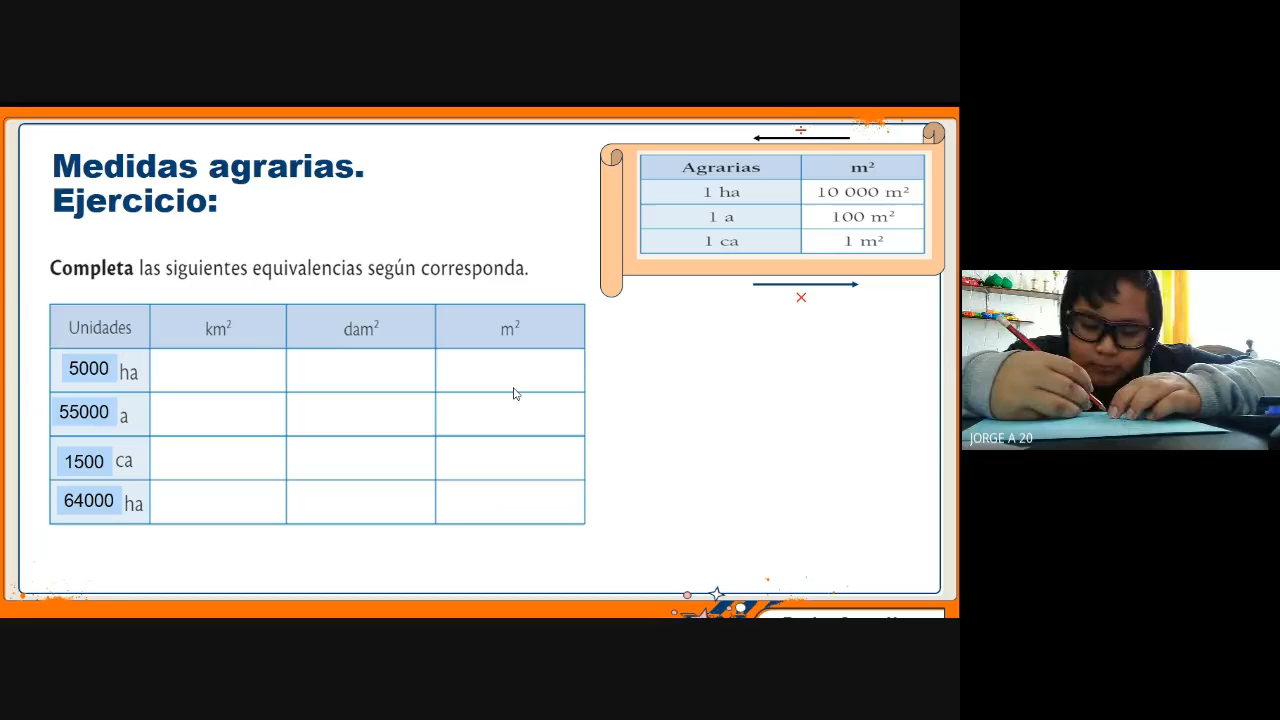 Medidas agrarias.
Ejercicio:
÷
Agrarias m²
1 ha 10 000 m²
1 a 100 m²
1 ca 1 m²
×
Completa las siguientes equivalencias según corresponda.
Unidades km² dam² m²
5000 ha
55000 a
1500 ca
64000 ha
JORGE A 20